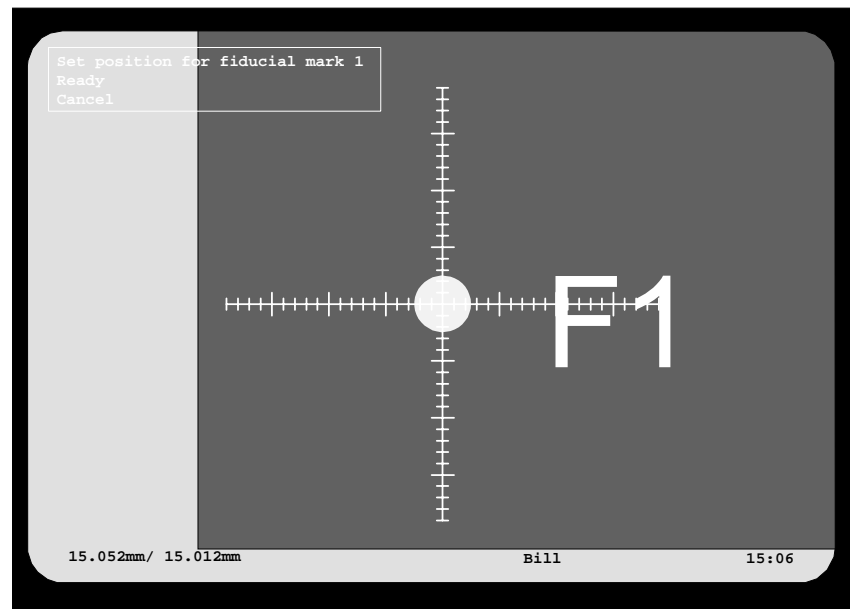 Set position for fiducial mark 1
Ready
Cancel
F1
15.052mm/ 15.012mm Bill 15:06